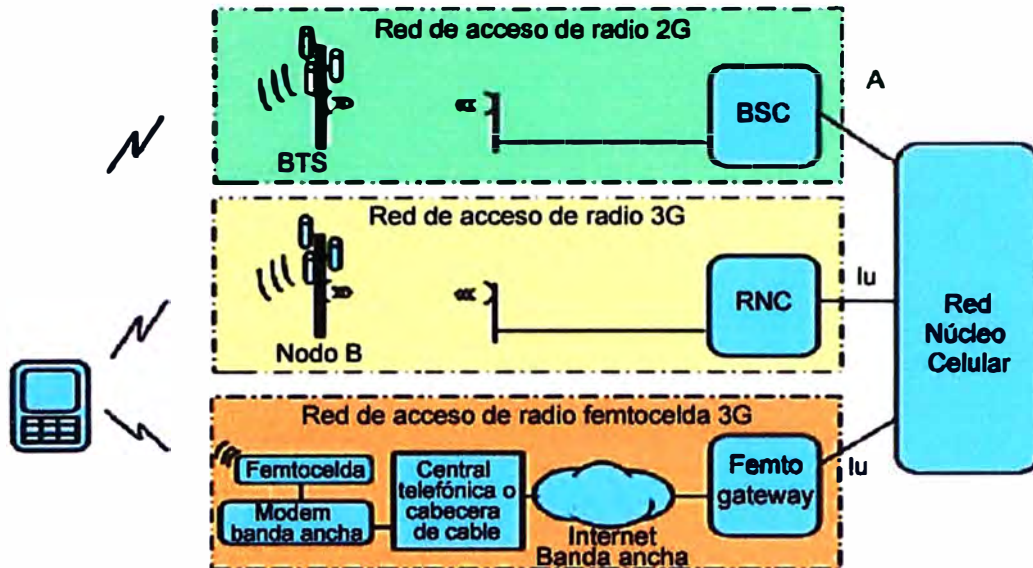 Red de acceso de radio 2G
BTS
BSC
A
Red de acceso de radio 3G
Nodo B
RNC
Iu
Red
Núcleo
Celular
Red de acceso de radio femtocelda 3G
Femtocelda
Modem
banda ancha
Central
telefónica o
cabecera
de cable
Internet
Banda ancha
Femto
gateway
Iu